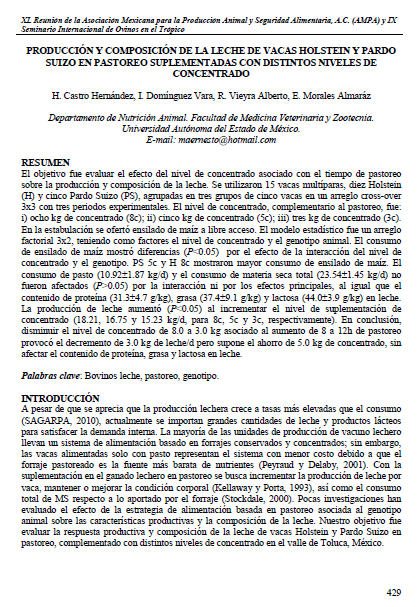 XL Reunión de la Asociación Mexicana para la Producción Animal y Seguridad Alimentaria, A.C. (AMPA) y IX
Seminario Internacional de Ovinos en el Trópico
PRODUCCIÓN Y COMPOSICIÓN DE LA LECHE DE VACAS HOLSTEIN Y PARDO
SUIZO EN PASTOREO SUPLEMENTADAS CON DISTINTOS NIVELES DE
CONCENTRADO
H. Castro Hernández, I. Domínguez Vara, R. Vieyra Alberto, E. Morales Almaráz
Departamento de Nutrición Animal. Facultad de Medicina Veterinaria y Zootecnia.
Universidad Autónoma del Estado de México.
E-mail: maernesto@hotmail.com
RESUMEN
El objetivo fue evaluar el efecto del nivel de concentrado asociado con el tiempo de pastoreo
sobre la producción y composición de la leche. Se utilizaron 15 vacas multíparas, diez Holstein
(H) y cinco Pardo Suizo (PS), agrupadas en tres grupos de cinco vacas en un arreglo cross-over
3x3 con tres periodos experimentales. El nivel de concentrado, complementario al pastoreo, fue:
i) ocho kg de concentrado (8c); ii) cinco kg de concentrado (5c); iii) tres kg de concentrado (3c).
En la estabulación se ofertó ensilado de maíz a libre acceso. El modelo estadístico fue un arreglo
factorial 3x2, teniendo como factores el nivel de concentrado y el genotipo animal. El consumo
de ensilado de maíz mostró diferencias (P<0.05) por el efecto de la interacción del nivel de
concentrado y el genotipo. PS 5c y H 8c mostraron mayor consumo de ensilado de maíz. El
consumo de pasto (10.92±1.87 kg/d) y el consumo de materia seca total (23.54±1.45 kg/d) no
fueron afectados (P>0.05) por la interacción ni por los efectos principales, al igual que el
contenido de proteína (31.3±4.7 g/kg), grasa (37.4±9.1 g/kg) y lactosa (44.0±3.9 g/kg) en leche.
La producción de leche aumentó (P<0.05) al incrementar el nivel de suplementación de
concentrado (18.21, 16.75 y 15.23 kg/d, para 8c, 5c y 3c, respectivamente). En conclusión,
disminuir el nivel de concentrado de 8.0 a 3.0 kg asociado al aumento de 8 a 12h de pastoreo
provocó el decremento de 3.0 kg de leche/d pero supone el ahorro de 5.0 kg de concentrado, sin
afectar el contenido de proteína, grasa y lactosa en leche.
Palabras clave: Bovinos leche, pastoreo, genotipo.
INTRODUCCIÓN
A pesar de que se aprecia que la producción lechera crece a tasas más elevadas que el consumo
(SAGARPA, 2010), actualmente se importan grandes cantidades de leche y productos lácteos
para satisfacer la demanda interna. La mayoría de las unidades de producción de vacuno lechero
llevan un sistema de alimentación basado en forrajes conservados y concentrados; sin embargo,
las vacas alimentadas solo con pasto representan el sistema con menor costo debido a que el
forraje pastoreado es la fuente más barata de nutrientes (Peyraud y Delaby, 2001). Con la
suplementación en el ganado lechero en pastoreo se busca incrementar la producción de leche por
vaca, mantener o mejorar la condición corporal (Kellaway y Porta, 1993), así como el consumo
total de MS respecto a lo aportado por el forraje (Stockdale, 2000). Pocas investigaciones han
evaluado el efecto de la estrategia de alimentación basada en pastoreo asociada al genotipo
animal sobre las características productivas y la composición de la leche. Nuestro objetivo fue
evaluar la respuesta productiva y composición de la leche de vacas Holstein y Pardo Suizo en
pastoreo, complementado con distintos niveles de concentrado en el valle de Toluca, México.
429